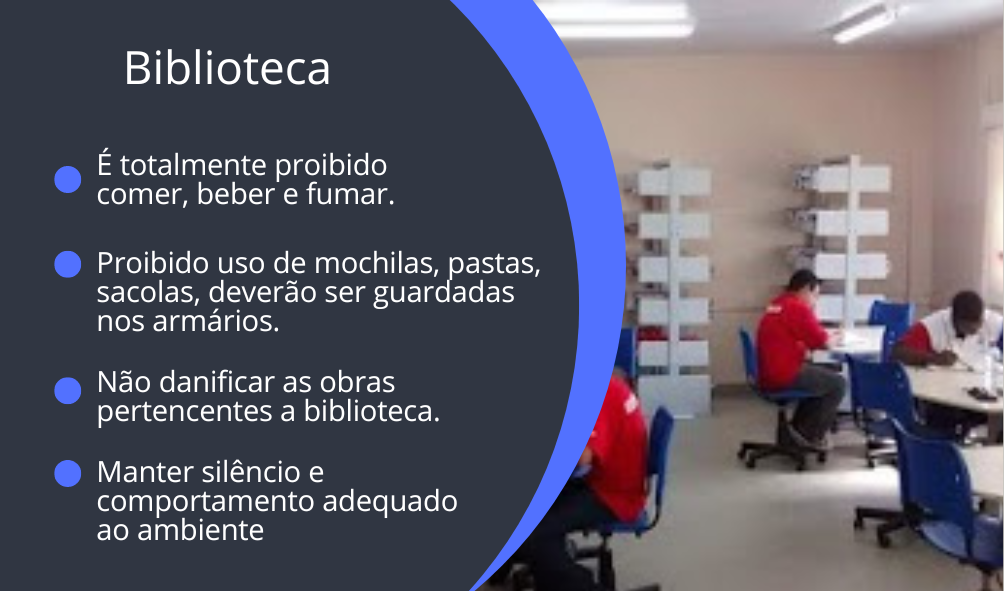 Biblioteca
É totalmente proibido
comer, beber e fumar.
Proibido uso de mochilas, pastas,
sacolas, deverão ser guardadas
nos armários.
Não danificar as obras
pertencentes a biblioteca.
Manter silêncio e
comportamento adequado
ao ambiente